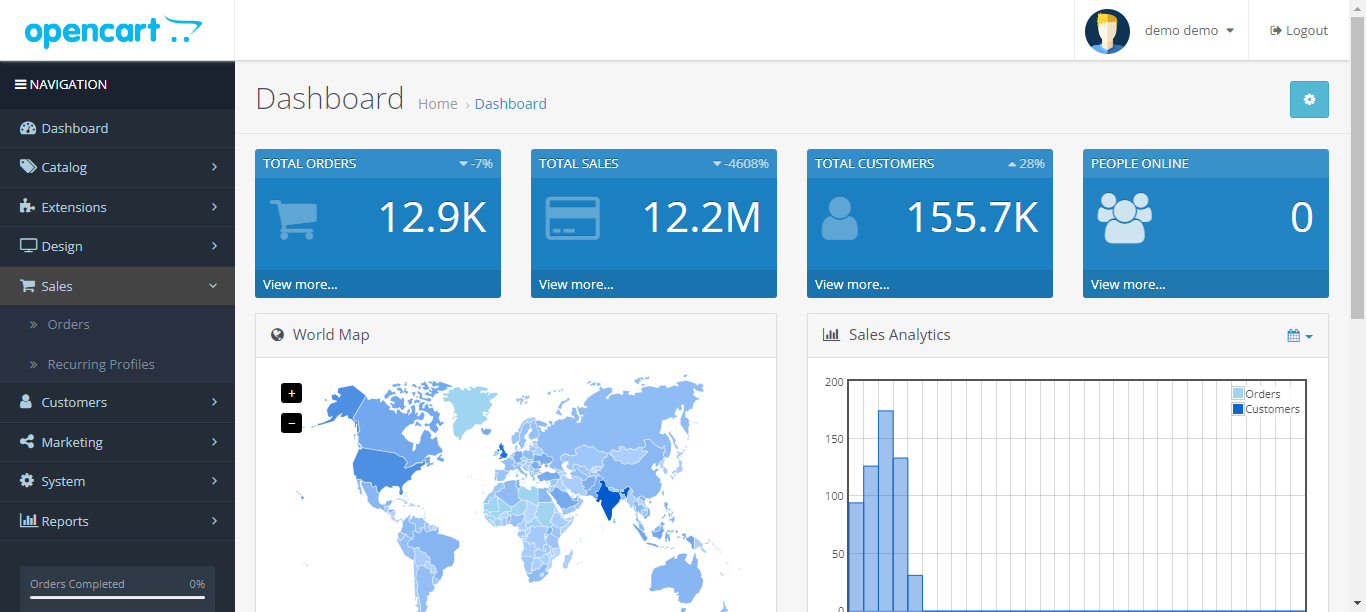 opencart
demo demo
Logout
NAVIGATION
Dashboard
Catalog
Extensions
Design
Sales
Orders
Recurring Profiles
Customers
Marketing
System
Reports
Orders Completed 0%
Dashboard Home › Dashboard
TOTAL ORDERS -7%
12.9K
View more...
TOTAL SALES -4608%
12.2M
View more...
TOTAL CUSTOMERS 28%
155.7K
View more...
PEOPLE ONLINE
0
View more...
World Map
+
−
Sales Analytics
200
150
100
50
0
Orders
Customers